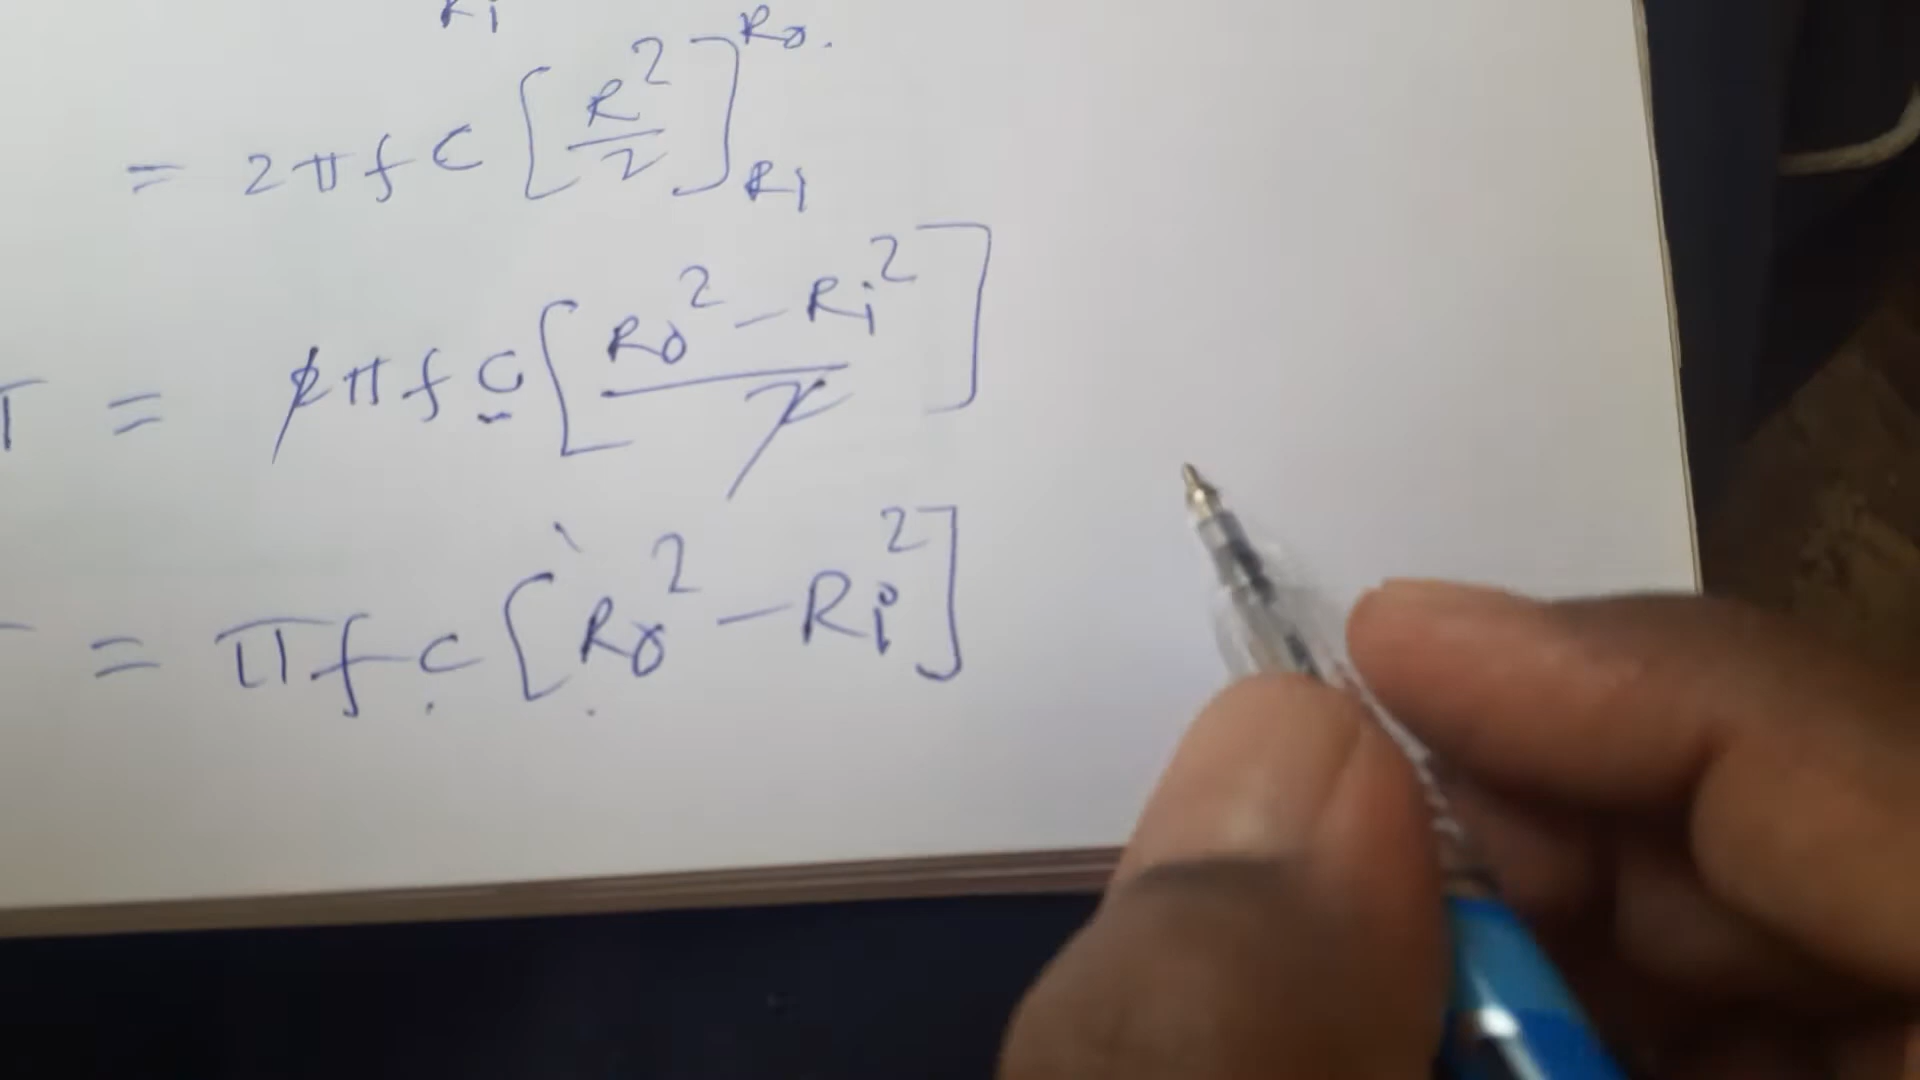 Ri
= 2πfC [R²/2] Ro. Ri
T = 2πfC [Ro² - Ri² / 2]
= πfC [Ro² - Ri²]